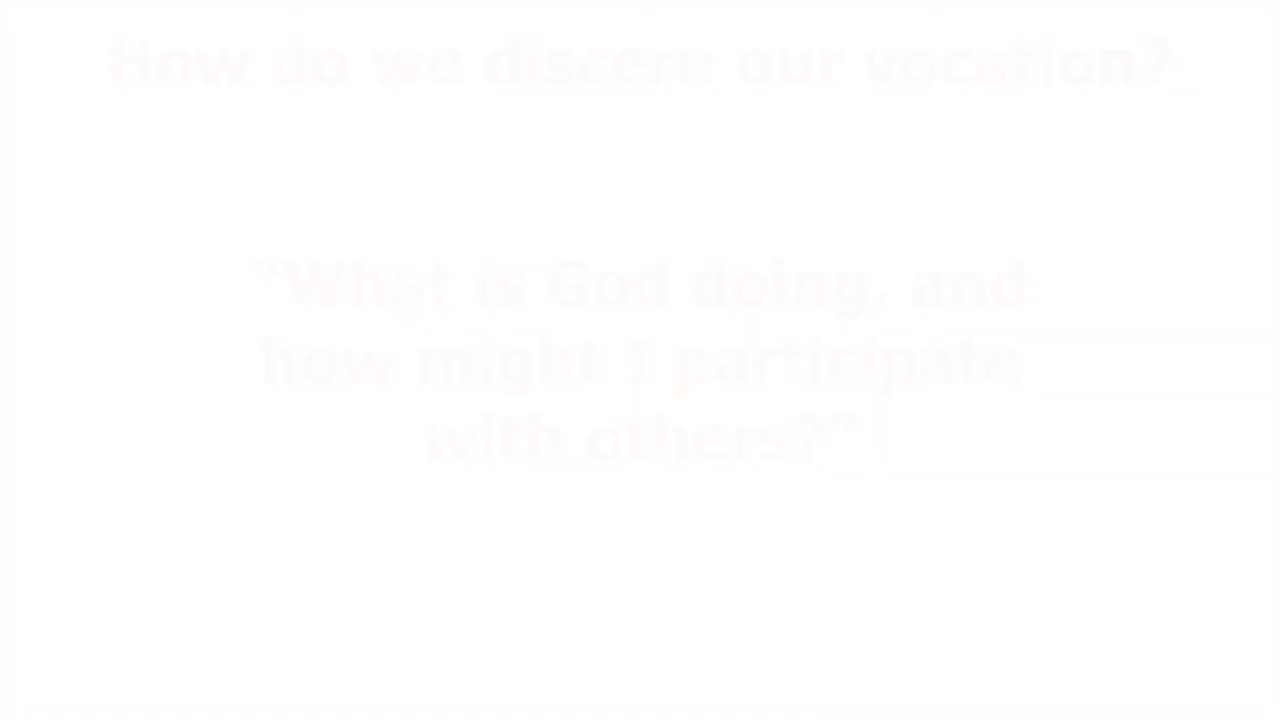 How do we discern our vocation?
“What is God doing, and
how might I participate
with others?”